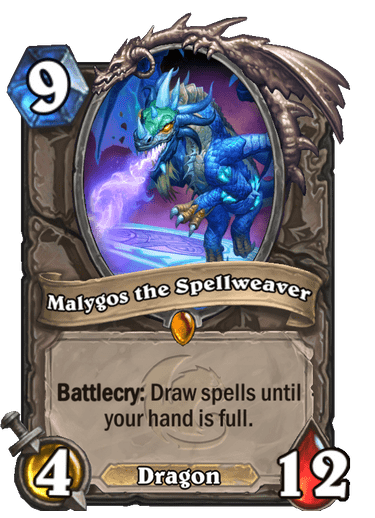 9
Malygos the Spellweaver
Battlecry: Draw spells until
your hand is full.
4
Dragon
12